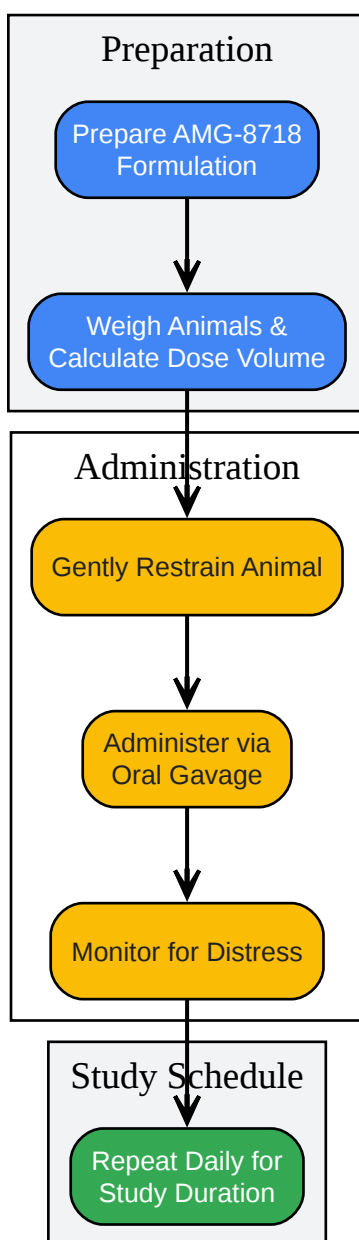 Preparation
Prepare AMG-8718
Formulation
Weigh Animals &
Calculate Dose Volume
Administration
Gently Restrain Animal
Administer via
Oral Gavage
Monitor for Distress
Study Schedule
Repeat Daily for
Study Duration